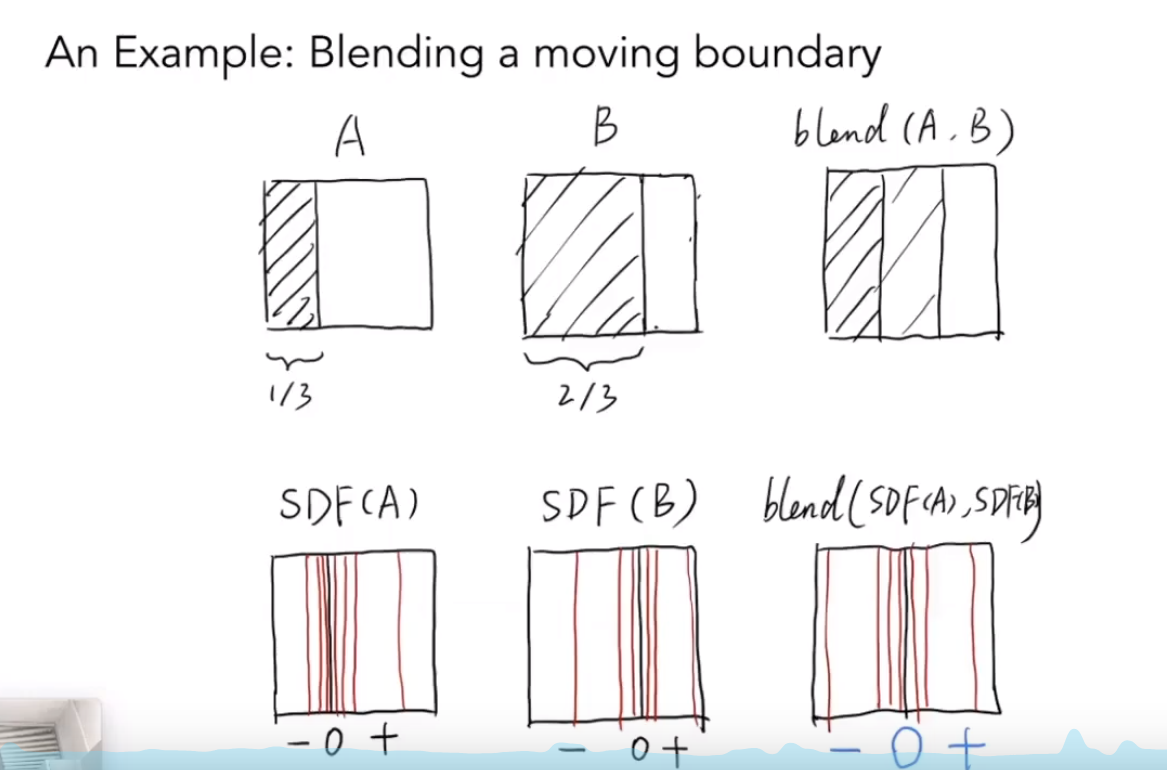 An Example: Blending a moving boundary
A B blend (A. B)
1/3 2/3
SDF(A) SDF(B) blend(SDF(A), SDF(B)
- 0 + - 0 + - 0 +